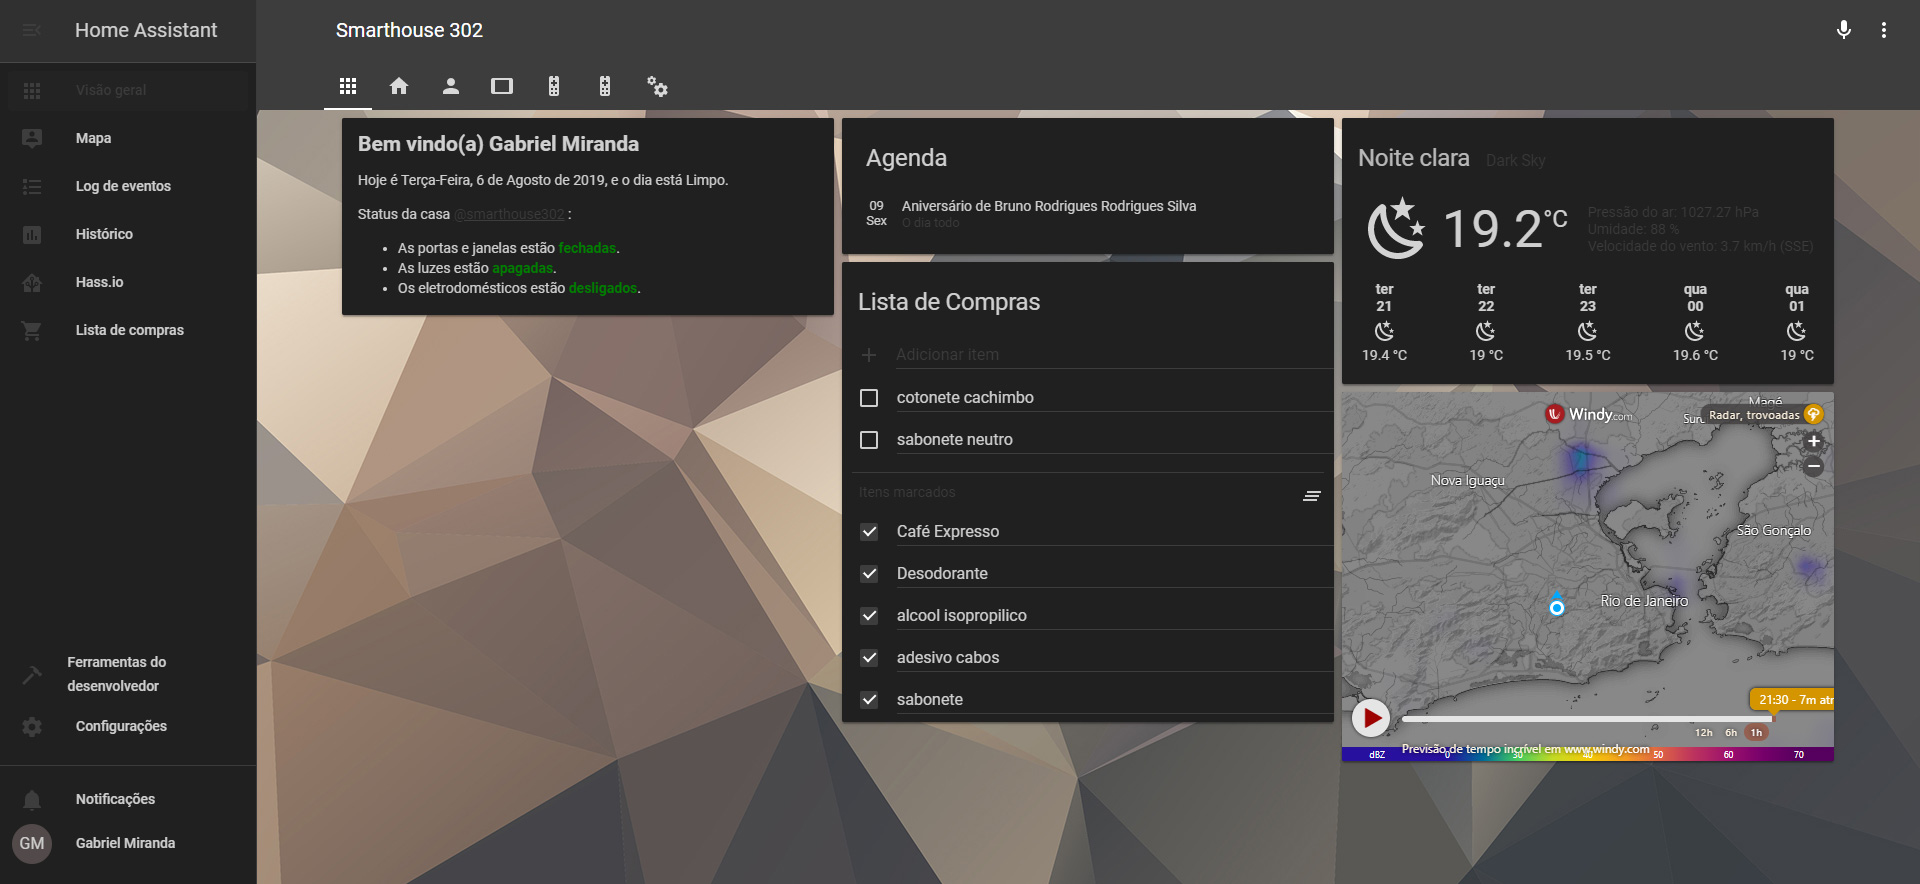 Home Assistant
Visão geral
Mapa
Log de eventos
Histórico
Hass.io
Lista de compras
Ferramentas do
desenvolvedor
Configurações
Notificações
GM
Gabriel Miranda
Smarthouse 302
Bem vindo(a) Gabriel Miranda
Hoje é Terça-Feira, 6 de Agosto de 2019, e o dia está Limpo.
Status da casa @smarthouse302 :
As portas e janelas estão fechadas.
As luzes estão apagadas.
Os eletrodomésticos estão desligados.
Agenda
09
Sex
Aniversário de Bruno Rodrigues Rodrigues Silva
O dia todo
Lista de Compras
Adicionar item
cotonete cachimbo
sabonete neutro
Itens marcados
Café Expresso
Desodorante
alcool isopropilico
adesivo cabos
sabonete
Noite clara Dark Sky
19.2 °C
Pressão do ar: 1027.27 hPa
Umidade: 88 %
Velocidade do vento: 3.7 km/h (SSE)
ter ter ter qua qua
21 22 23 00 01
19.4 °C 19 °C 19.5 °C 19.6 °C 19 °C
Magé
Windy.com
Radar, trovoadas
+
−
Nova Iguaçu
São Gonçalo
Rio de Janeiro
21:30 - 7m atr
12h 6h 1h
Previsão de tempo incrível em www.windy.com
dBZ 0 30 40 50 60 70